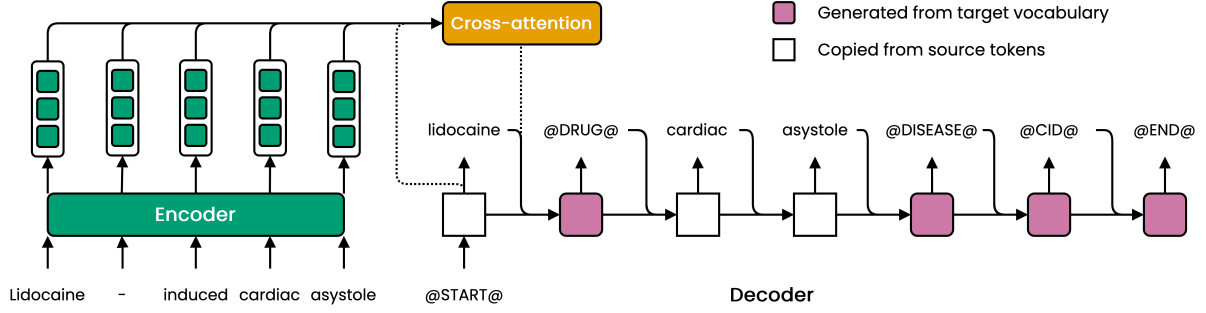 Cross-attention
Generated from target vocabulary
Copied from source tokens
lidocaine @DRUG@ cardiac asystole @DISEASE@ @CID@ @END@
Encoder
Lidocaine - induced cardiac asystole @START@ Decoder